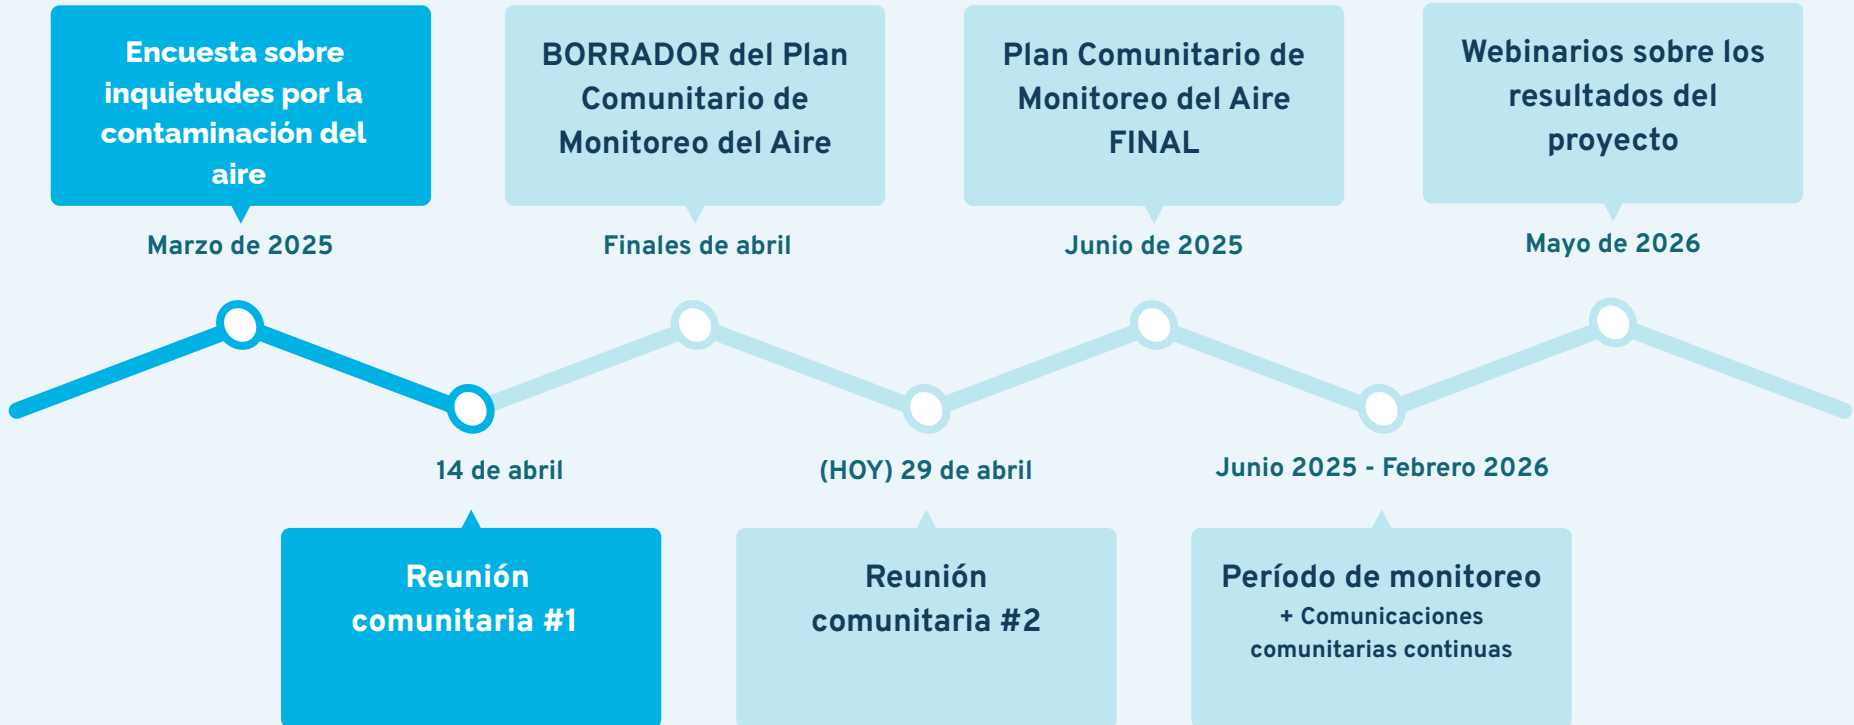 Encuesta sobre
inquietudes por la
contaminación del
aire
Marzo de 2025
BORRADOR del Plan
Comunitario de
Monitoreo del Aire
Finales de abril
Plan Comunitario de
Monitoreo del Aire
FINAL
Junio de 2025
Webinarios sobre los
resultados del
proyecto
Mayo de 2026
14 de abril
Reunión
comunitaria #1
(HOY) 29 de abril
Reunión
comunitaria #2
Junio 2025 - Febrero 2026
Período de monitoreo
+ Comunicaciones
comunitarias continuas